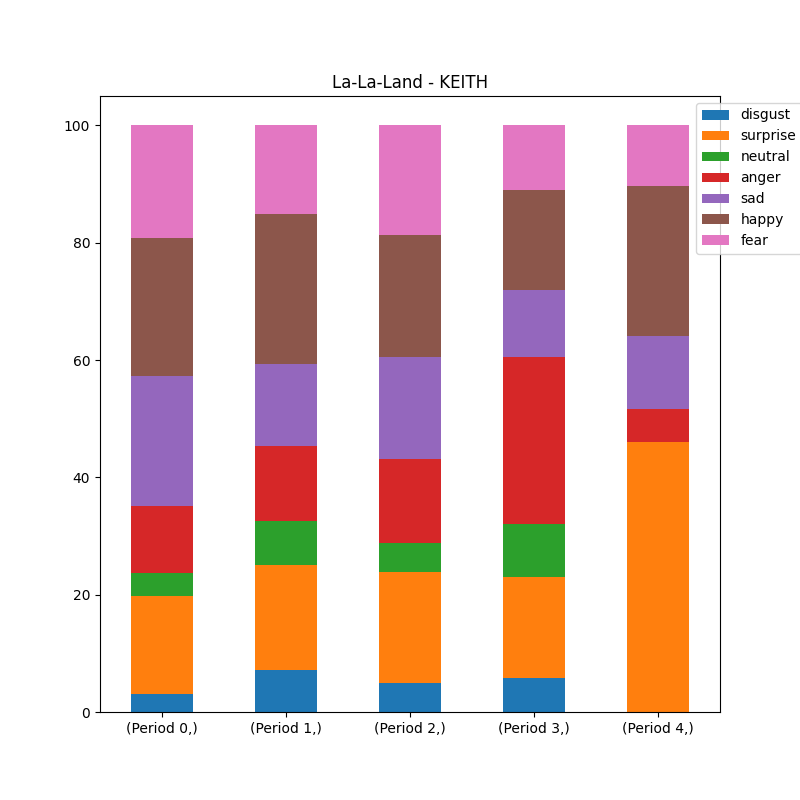 La-La-Land - KEITH
100
80
60
40
20
0
disgust
surprise
neutral
anger
sad
happy
fear
(Period 0,) (Period 1,) (Period 2,) (Period 3,) (Period 4,)